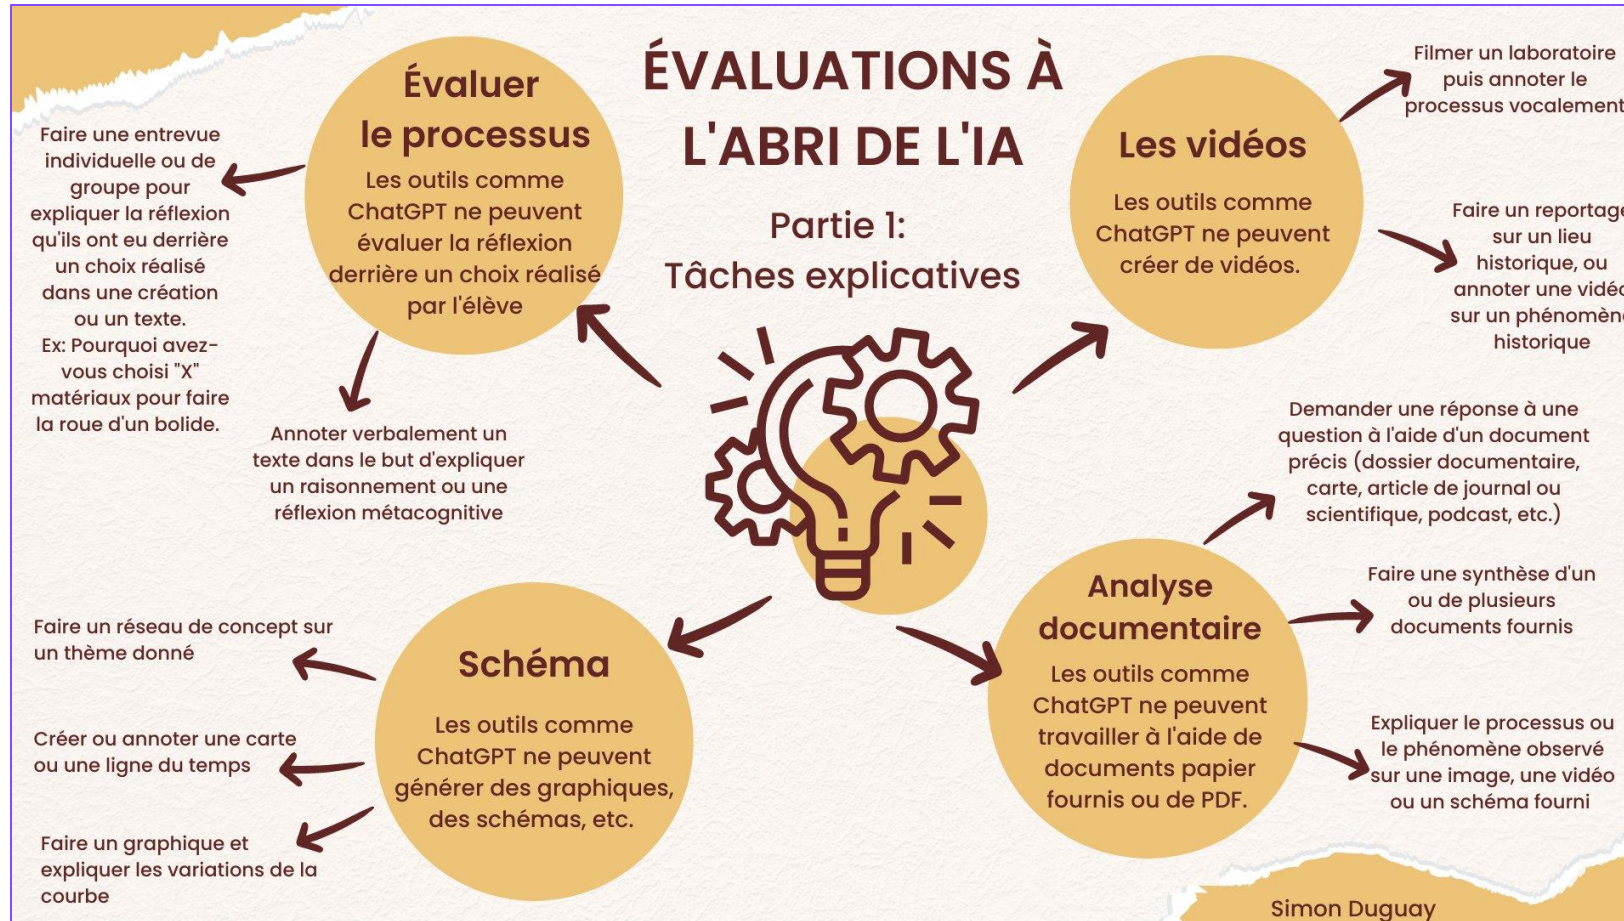 ÉVALUATIONS À
L'ABRI DE L'IA
Partie 1:
Tâches explicatives
Évaluer
le processus
Les outils comme
ChatGPT ne peuvent
évaluer la réflexion
derrière un choix réalisé
par l'élève
Faire une entrevue
individuelle ou de
groupe pour
expliquer la réflexion
qu'ils ont eu derrière
un choix réalisé
dans une création
ou un texte.
Ex: Pourquoi avez-
vous choisi "X"
matériaux pour faire
la roue d'un bolide.
Annoter verbalement un
texte dans le but d'expliquer
un raisonnement ou une
réflexion métacognitive
Les vidéos
Les outils comme
ChatGPT ne peuvent
créer de vidéos.
Filmer un laboratoire
puis annoter le
processus vocalement
Faire un reportage
sur un lieu
historique, ou
annoter une vidéo
sur un phénomène
historique
Schéma
Les outils comme
ChatGPT ne peuvent
générer des graphiques,
des schémas, etc.
Faire un réseau de concept sur
un thème donné
Créer ou annoter une carte
ou une ligne du temps
Faire un graphique et
expliquer les variations de la
courbe
Analyse
documentaire
Les outils comme
ChatGPT ne peuvent
travailler à l'aide de
documents papier
fournis ou de PDF.
Demander une réponse à une
question à l'aide d'un document
précis (dossier documentaire,
carte, article de journal ou
scientifique, podcast, etc.)
Faire une synthèse d'un
ou de plusieurs
documents fournis
Expliquer le processus ou
le phénomène observé
sur une image, une vidéo
ou un schéma fourni
Simon Duguay